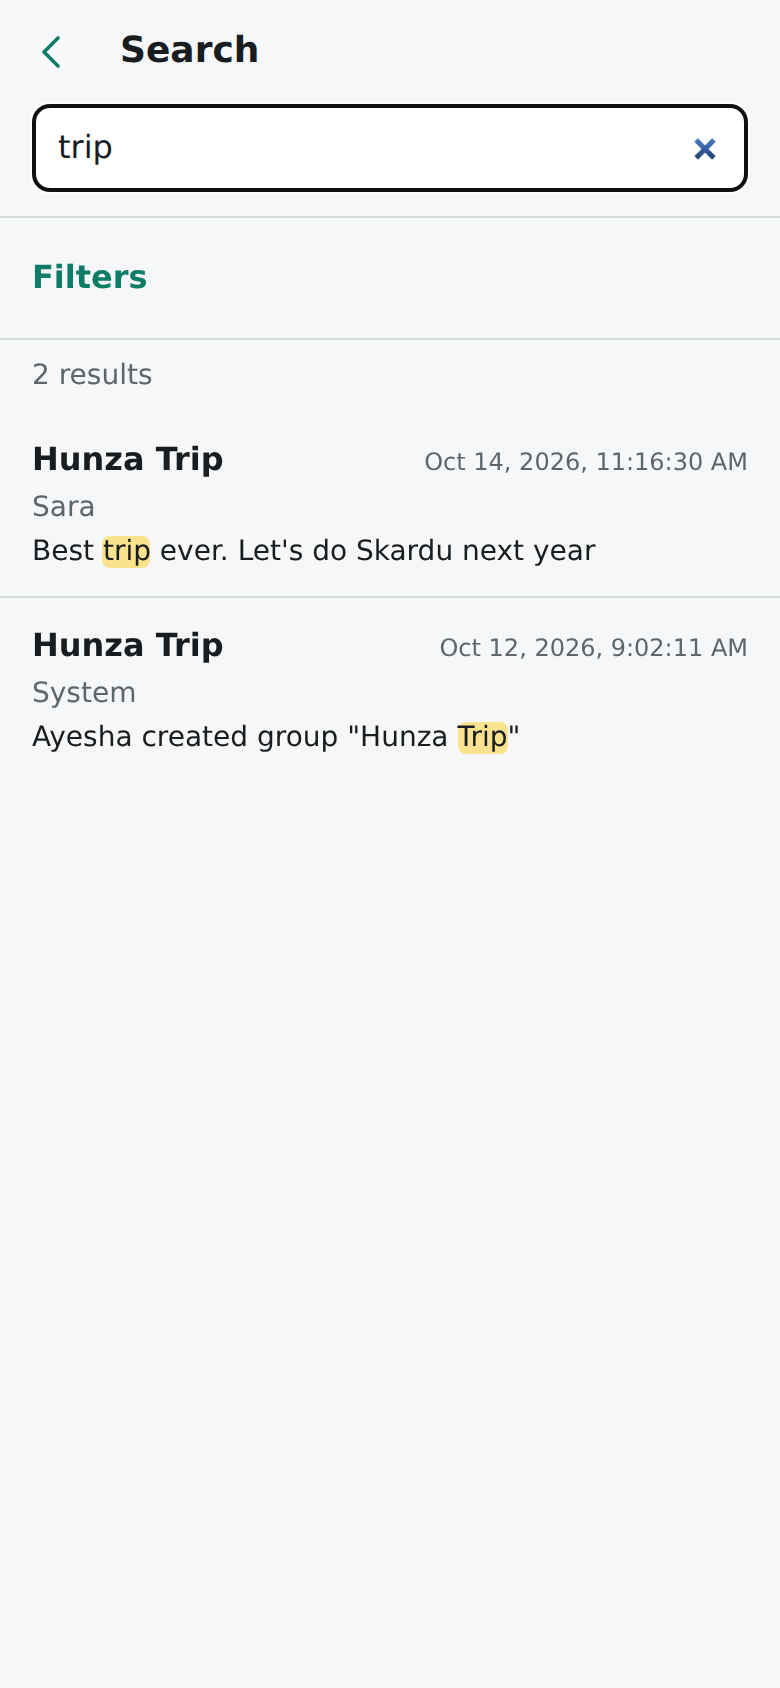 Search
trip
Filters
2 results
Hunza Trip
Oct 14, 2026, 11:16:30 AM
Sara
Best trip ever. Let's do Skardu next year
Hunza Trip
Oct 12, 2026, 9:02:11 AM
System
Ayesha created group "Hunza Trip"